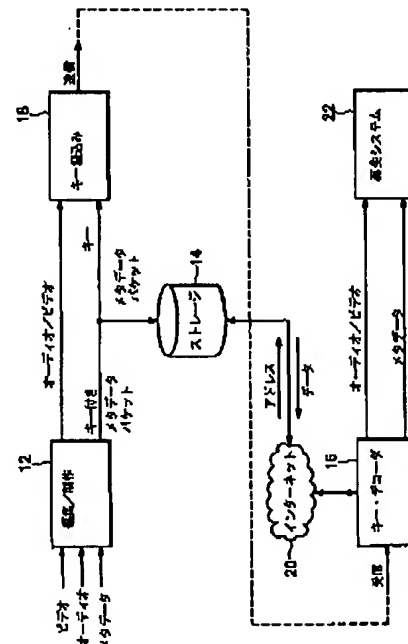 ビデオ
オーディオ
メタデータ
12
編成/制作
オーディオ/ビデオ
キー付き
メタデータ
パケット
キー
メタデータ
パケット
キー埋込み
送信
14
ストレージ
アドレス
データ
インターネット
20
受信
キー・デコーダ
オーディオ/ビデオ
メタデータ
22
再生システム